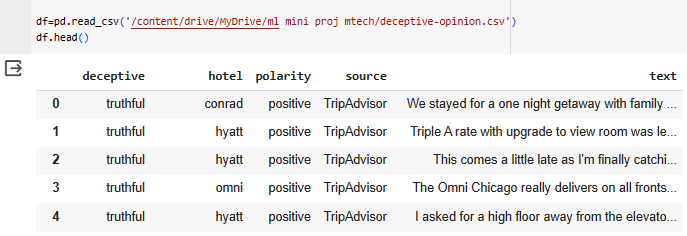 df=pd.read_csv('/content/drive/MyDrive/ml mini proj mtech/deceptive-opinion.csv')
df.head()
deceptive hotel polarity source text
0 truthful conrad positive TripAdvisor We stayed for a one night getaway with family ...
1 truthful hyatt positive TripAdvisor Triple A rate with upgrade to view room was le...
2 truthful hyatt positive TripAdvisor This comes a little late as I'm finally catchi...
3 truthful omni positive TripAdvisor The Omni Chicago really delivers on all fronts...
4 truthful hyatt positive TripAdvisor I asked for a high floor away from the elevato...